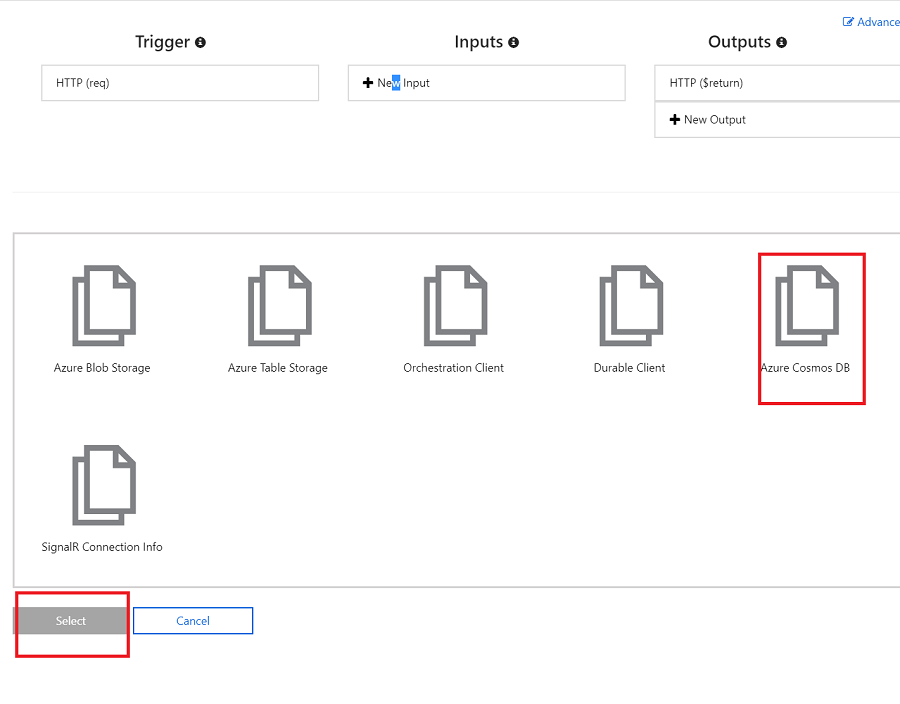 Advance
Trigger
Inputs
Outputs
HTTP (req)
New Input
HTTP ($return)
New Output
Azure Blob Storage
Azure Table Storage
Orchestration Client
Durable Client
Azure Cosmos DB
SignalR Connection Info
Select
Cancel